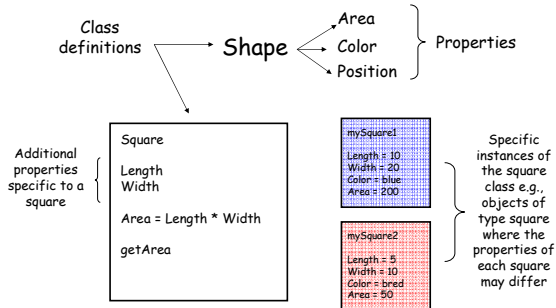 Class
definitions
Shape
Area
Color
Position
Properties
Additional
properties
specific to a
square
Square
Length
Width
Area = Length * Width
getArea
mySquare1
Length = 10
Width = 20
Color = blue
Area = 200
mySquare2
Length = 5
Width = 10
Color = bred
Area = 50
Specific
instances of
the square
class e.g.,
objects of
type square
where the
properties of
each square
may differ